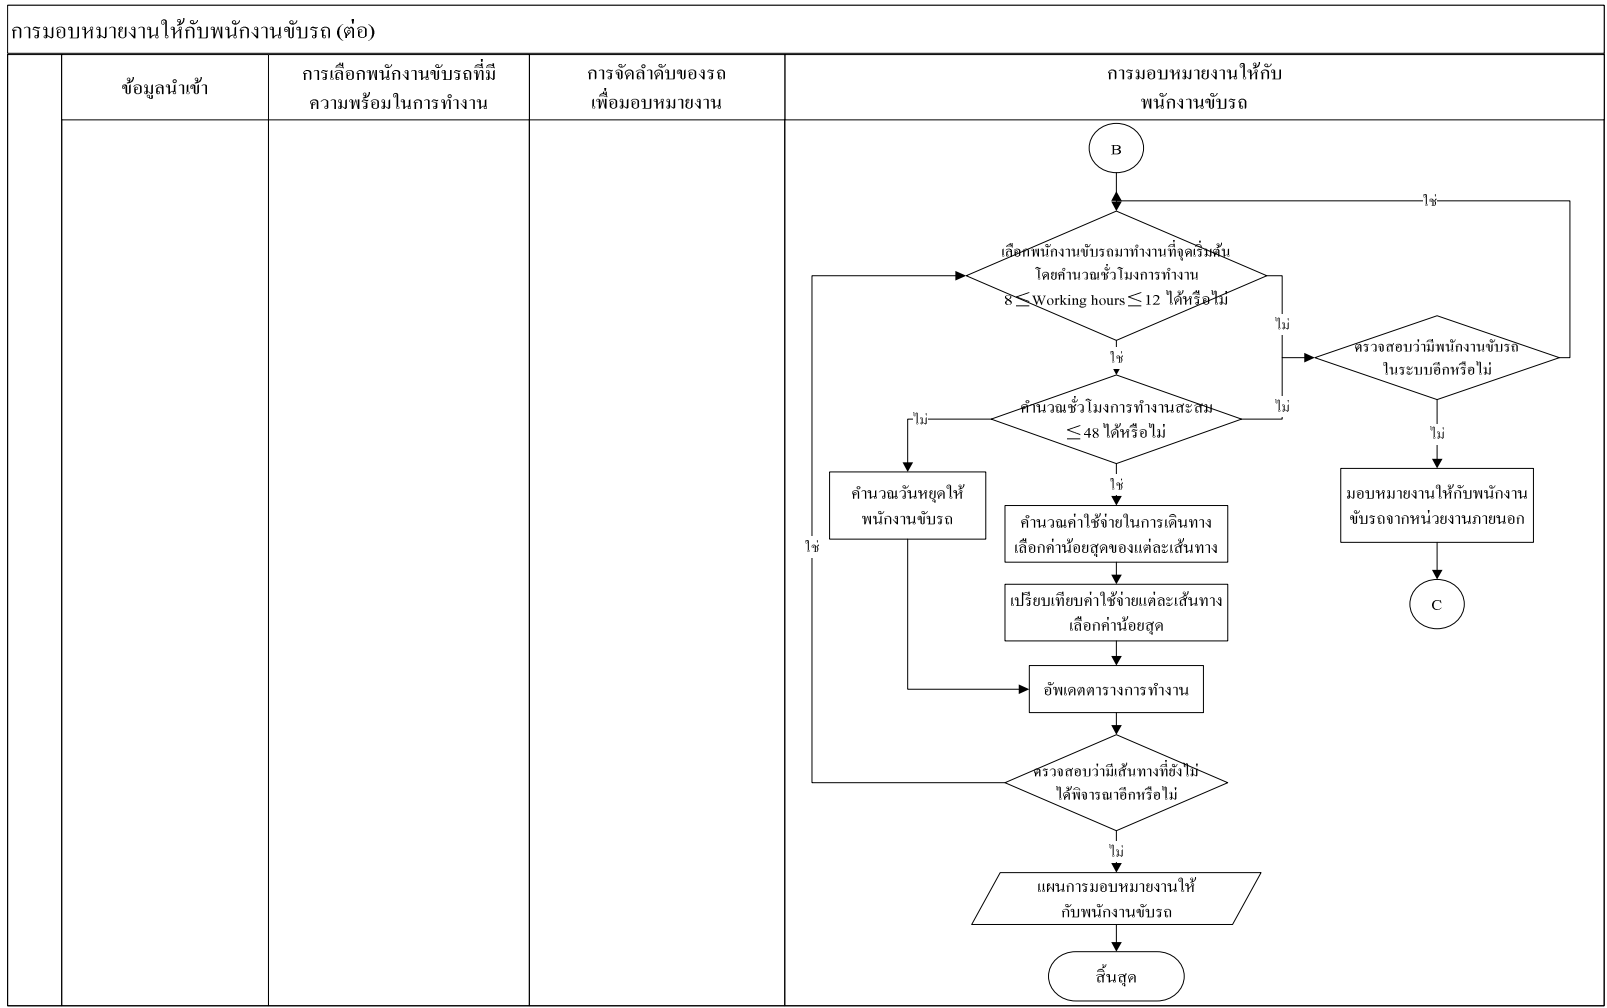 การมอบหมายงานให้กับพนักงานขับรถ (ต่อ)
ข้อมูลนำเข้า
การเลือกพนักงานขับรถที่มี
ความพร้อมในการทำงาน
การจัดลำดับของรถ
เพื่อมอบหมายงาน
การมอบหมายงานให้กับ
พนักงานขับรถ
B
ใช่
เลือกพนักงานขับรถมาทำงานที่จุดเริ่มต้น
โดยคำนวณชั่วโมงการทำงาน
8 ≤ Working hours ≤ 12 ได้หรือไม่
ไม่
ตรวจสอบว่ามีพนักงานขับรถ
ในระบบอีกหรือไม่
ใช่
คำนวณชั่วโมงการทำงานสะสม
≤ 48 ได้หรือไม่
ไม่
ไม่
ไม่
ใช่
คำนวณวันหยุดให้
พนักงานขับรถ
มอบหมายงานให้กับพนักงาน
ขับรถจากหน่วยงานภายนอก
คำนวณค่าใช้จ่ายในการเดินทาง
เลือกค่าน้อยสุดของแต่ละเส้นทาง
ใช่
เปรียบเทียบค่าใช้จ่ายแต่ละเส้นทาง
เลือกค่าน้อยสุด
C
อัพเดตตารางการทำงาน
ตรวจสอบว่ามีเส้นทางที่ยังไม่
ได้พิจารณาอีกหรือไม่
ไม่
แผนการมอบหมายงานให้
กับพนักงานขับรถ
สิ้นสุด